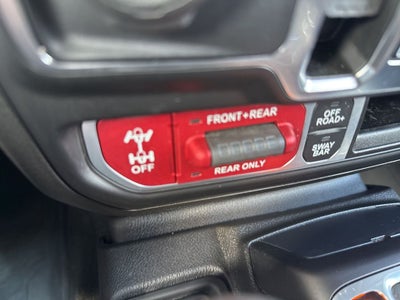 FRONT+REAR
OFF
REAR ONLY
OFF
ROAD+
SWAY
BAR